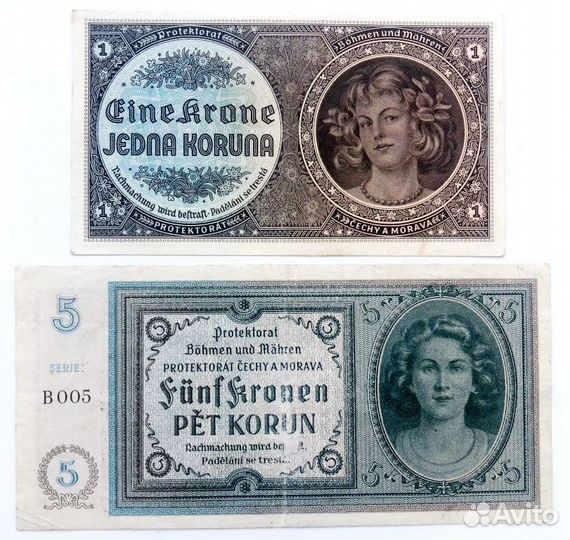 Protektorat
Böhmen und Mähren
1
1
Eine Krone
JEDNA KORUNA
Nachmachung wird bestraft · Padělání se trestá
1
1
PROTEKTORÁT
ČECHY A MORAVA
5
5
5
Protektorat
Böhmen und Mähren
SERIE:
PROTEKTORÁT ČECHY A MORAVA
B005
Fünf Kronen
PĚT KORUN
Nachmachung wird
Padělání se
5
5
5
Avito